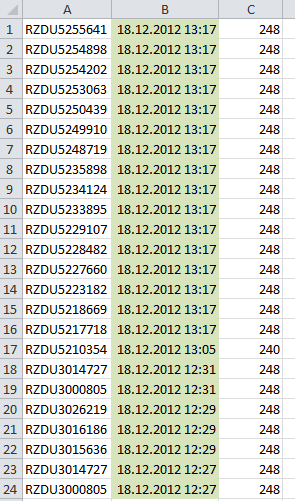 A B C
1 RZDU5255641 18.12.2012 13:17 248
2 RZDU5254898 18.12.2012 13:17 248
3 RZDU5254202 18.12.2012 13:17 248
4 RZDU5253063 18.12.2012 13:17 248
5 RZDU5250439 18.12.2012 13:17 248
6 RZDU5249910 18.12.2012 13:17 248
7 RZDU5248719 18.12.2012 13:17 248
8 RZDU5235898 18.12.2012 13:17 248
9 RZDU5234124 18.12.2012 13:17 248
10 RZDU5233895 18.12.2012 13:17 248
11 RZDU5229107 18.12.2012 13:17 248
12 RZDU5228482 18.12.2012 13:17 248
13 RZDU5227660 18.12.2012 13:17 248
14 RZDU5223182 18.12.2012 13:17 248
15 RZDU5218669 18.12.2012 13:17 248
16 RZDU5217718 18.12.2012 13:17 248
17 RZDU5210354 18.12.2012 13:05 240
18 RZDU3014727 18.12.2012 12:31 248
19 RZDU3000805 18.12.2012 12:31 248
20 RZDU3026219 18.12.2012 12:29 248
21 RZDU3016186 18.12.2012 12:29 248
22 RZDU3015636 18.12.2012 12:29 248
23 RZDU3014727 18.12.2012 12:27 248
24 RZDU3000805 18.12.2012 12:27 248